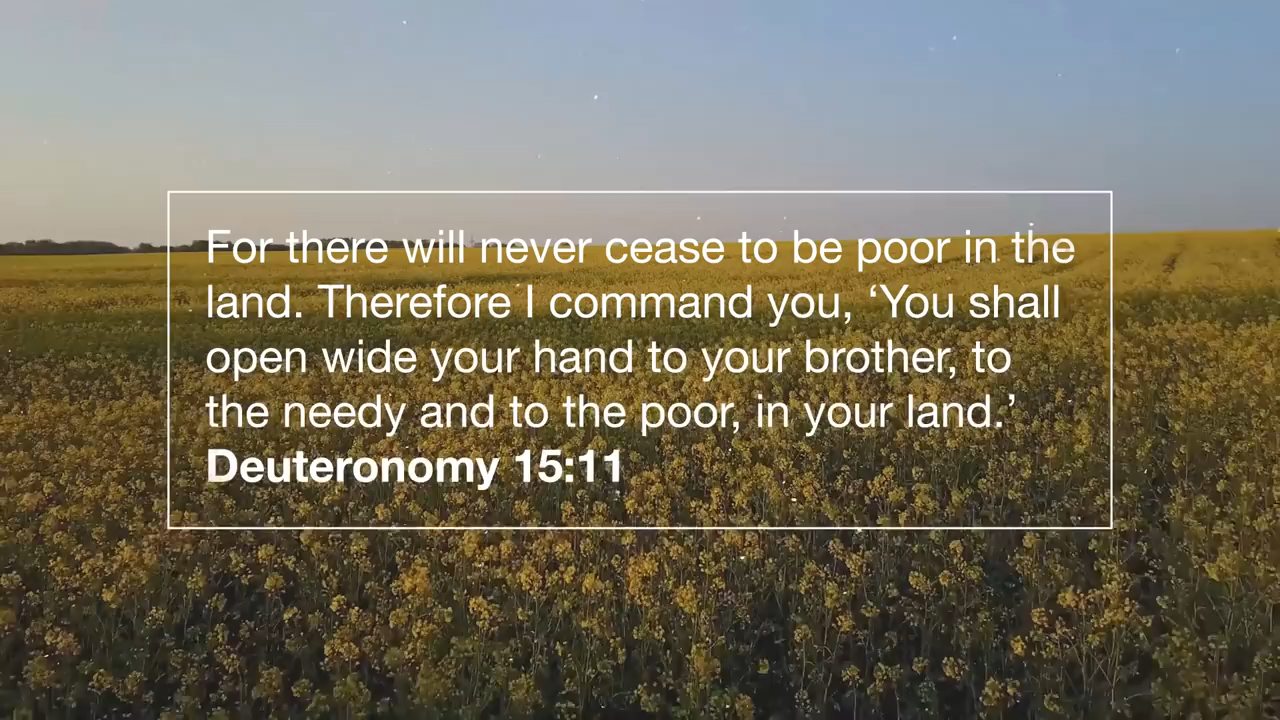 For there will never cease to be poor in the
land. Therefore I command you, ‘You shall
open wide your hand to your brother, to
the needy and to the poor, in your land.’
Deuteronomy 15:11